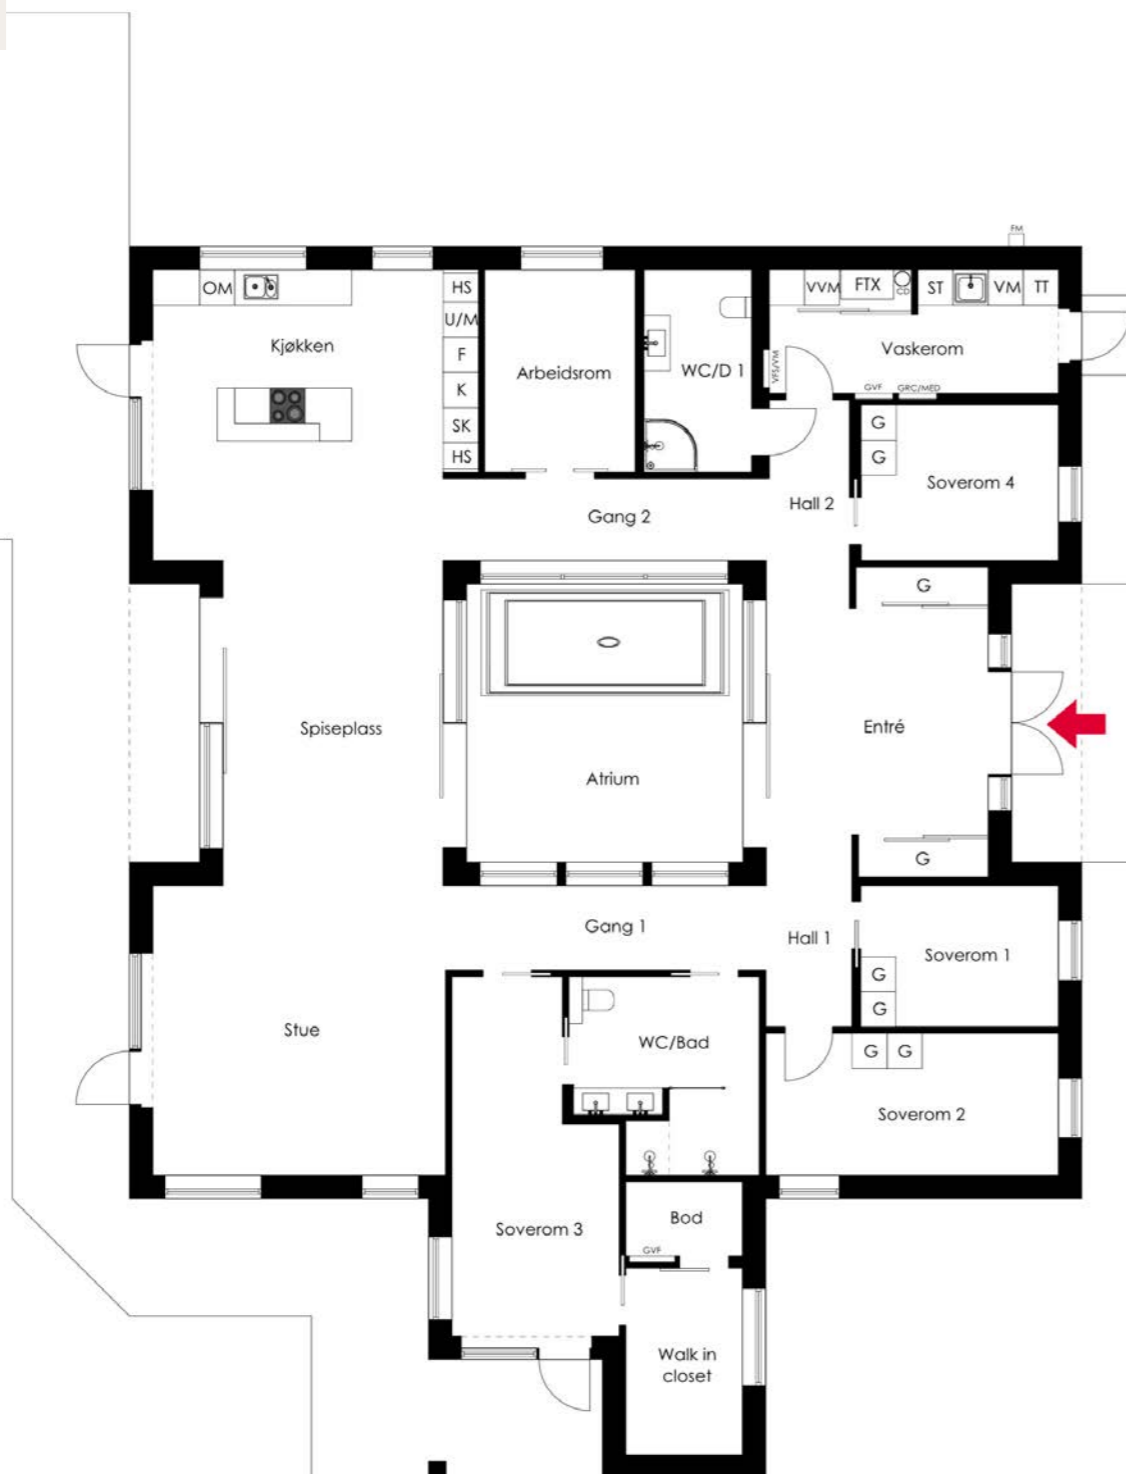 FM
OM
HS
U/M
F
K
SK
HS
Kjøkken
Arbeidsrom
WC/D 1
VVM
FTX
CD
ST
VM
TT
Vaskerom
VFS/VM
GVF
GRC/MED
G
G
Soverom 4
Hall 2
Gang 2
G
Spiseplass
Atrium
Entré
G
Gang 1
Hall 1
Soverom 1
G
G
Stue
WC/Bad
G
G
Soverom 2
Soverom 3
Bod
GVF
Walk in
closet